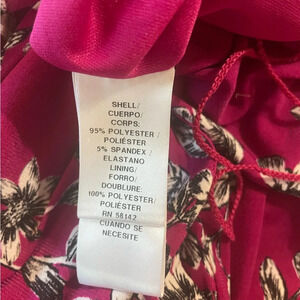 SHELL/
CUERPO/
CORPS:
95% POLYESTER /
POLIÉSTER
5% SPANDEX /
ELASTANO
LINING/
FORRO/
DOUBLURE:
100% POLYESTER/
POLIÉSTER
RN 58142
CUANDO SE
NECESITE